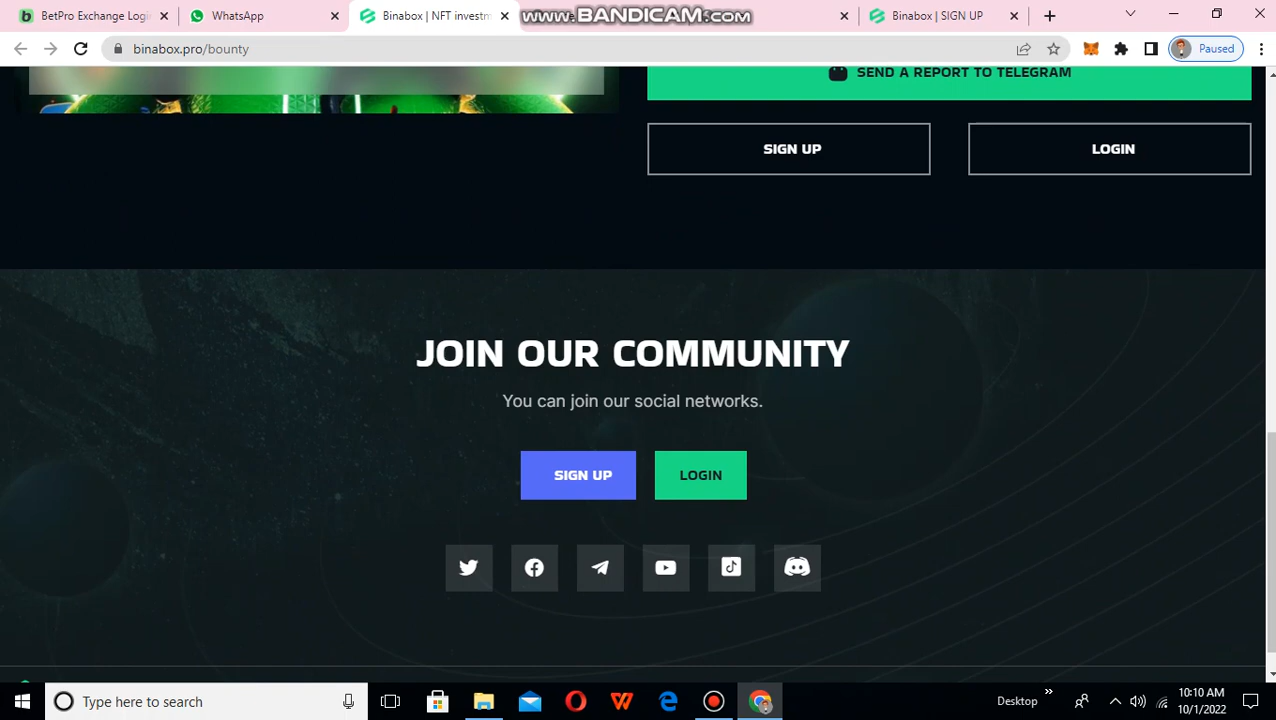 BetPro Exchange Logi
WhatsApp
Binabox | NFT investm
www.BANDICAM.com
Binabox | SIGN UP
binabox.pro/bounty
Paused
SEND A REPORT TO TELEGRAM
SIGN UP
LOGIN
JOIN OUR COMMUNITY
You can join our social networks.
SIGN UP
LOGIN
Type here to search
Desktop
10:10 AM
10/1/2022